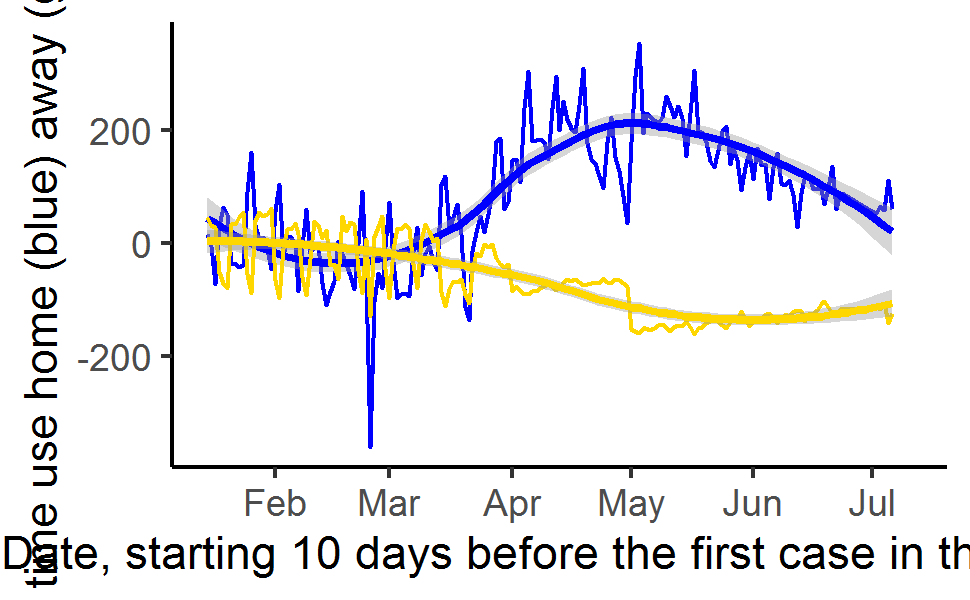 time use home (blue) away (
200
0
-200
Feb Mar Apr May Jun Jul
Date, starting 10 days before the first case in th